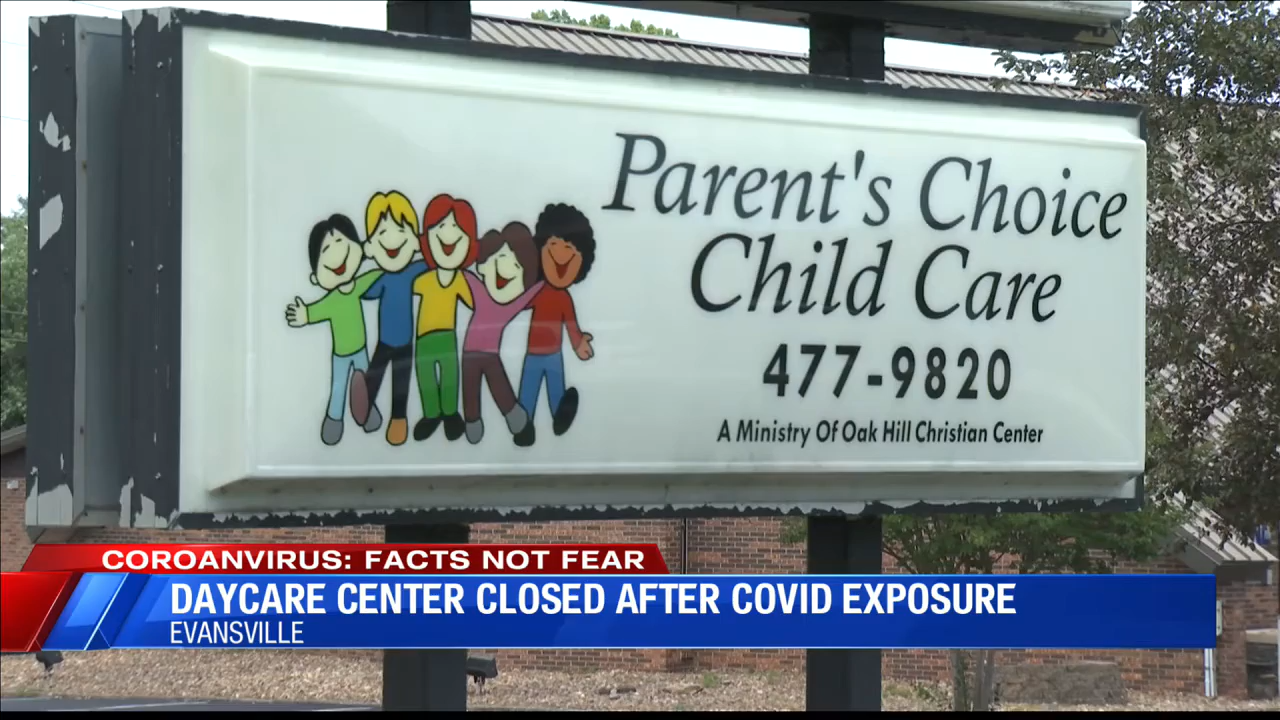 Parent's Choice
Child Care
477-9820
A Ministry Of Oak Hill Christian Center
COROANVIRUS: FACTS NOT FEAR
DAYCARE CENTER CLOSED AFTER COVID EXPOSURE
EVANSVILLE